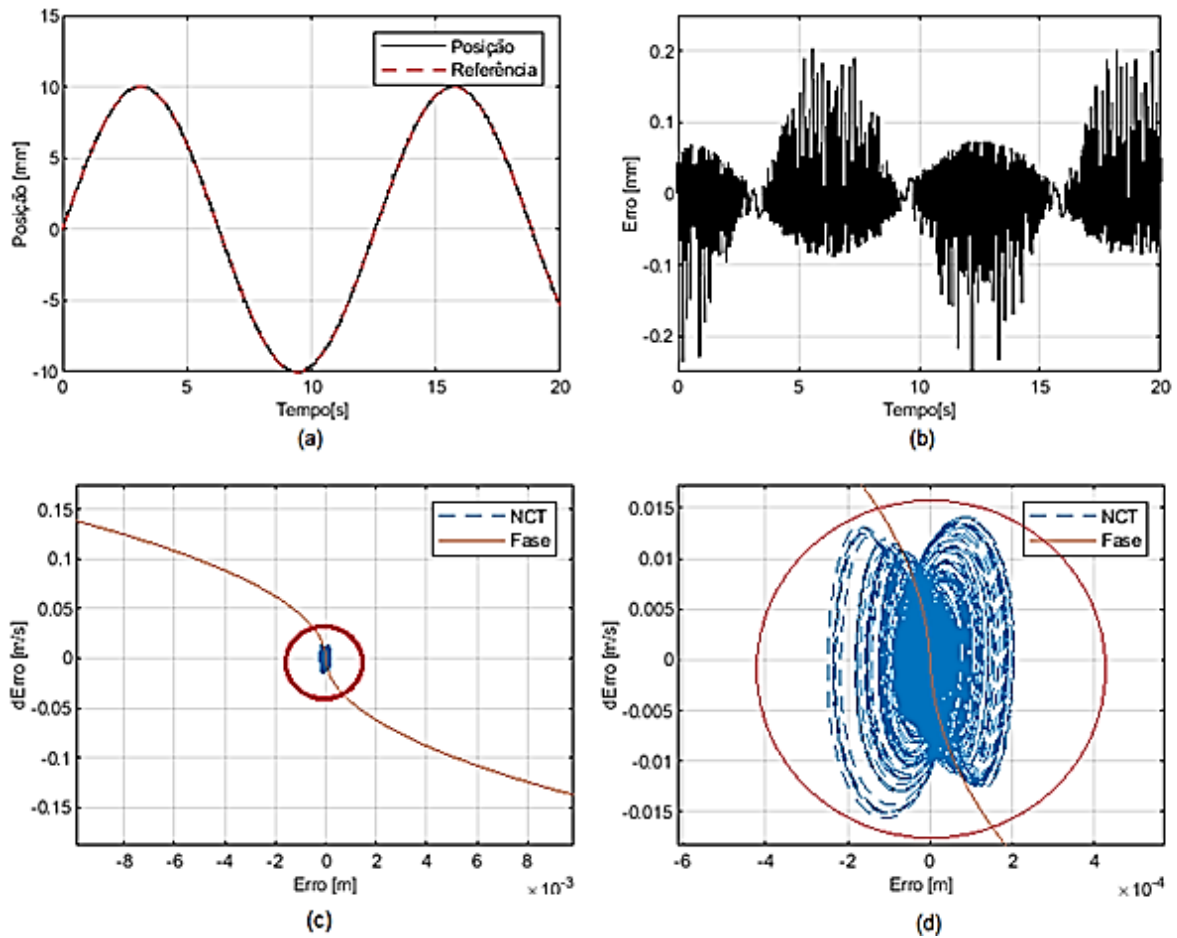 15
10
5
0
-5
-10
Posição [mm]
Posição
Referência
0
5
10
15
20
Tempo[s]
(a)
0.2
0.1
0
-0.1
-0.2
Erro [mm]
0
5
10
15
20
Tempo[s]
(b)
0.15
0.1
0.05
0
-0.05
-0.1
-0.15
dErro [m/s]
NCT
Fase
-8
-6
-4
-2
0
2
4
6
8
Erro [m]
×10⁻³
(c)
0.015
0.01
0.005
0
-0.005
-0.01
-0.015
dErro [m/s]
NCT
Fase
-6
-4
-2
0
2
4
Erro [m]
×10⁻⁴
(d)